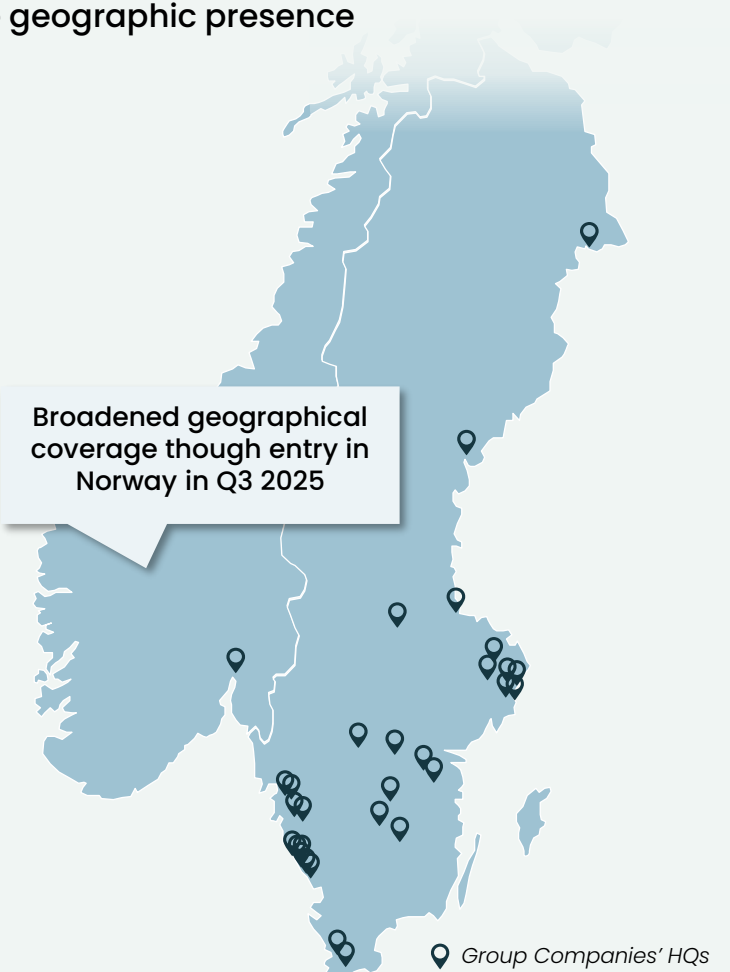 geographic presence
Broadened geographical
coverage though entry in
Norway in Q3 2025
Group Companies’ HQs